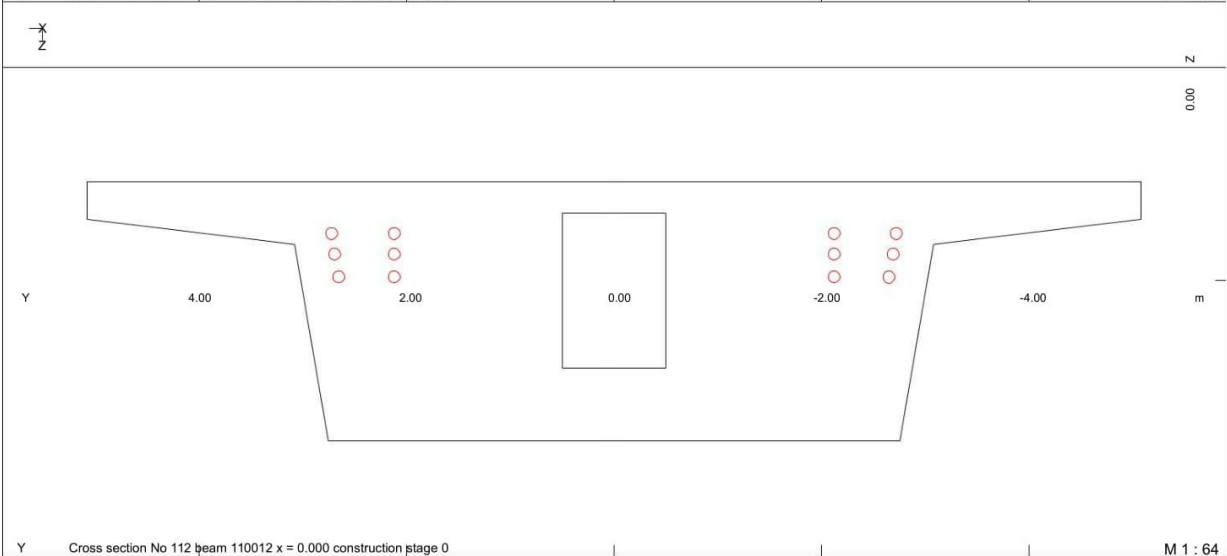 X
Z
Z
0.00
Y 4.00 2.00 0.00 -2.00 -4.00 m
Y Cross section No 112 beam 110012 x = 0.000 construction stage 0 M 1 : 64